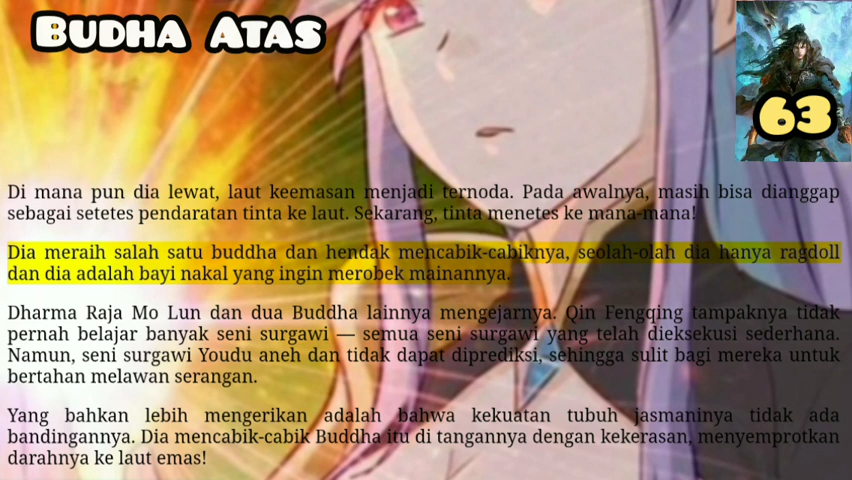 BUDHA ATAS
63
Di mana pun dia lewat, laut keemasan menjadi ternoda. Pada awalnya, masih bisa dianggap
sebagai setetes pendaratan tinta ke laut. Sekarang, tinta menetes ke mana-mana!
Dia meraih salah satu buddha dan hendak mencabik-cabiknya, seolah-olah dia hanya ragdoll
dan dia adalah bayi nakal yang ingin merobek mainannya.
Dharma Raja Mo Lun dan dua Buddha lainnya mengejarnya. Qin Fengqing tampaknya tidak
pernah belajar banyak seni surgawi — semua seni surgawi yang telah dieksekusi sederhana.
Namun, seni surgawi Youdu aneh dan tidak dapat diprediksi, sehingga sulit bagi mereka untuk
bertahan melawan serangan.
Yang bahkan lebih mengerikan adalah bahwa kekuatan tubuh jasmaninya tidak ada
bandingannya. Dia mencabik-cabik Buddha itu di tangannya dengan kekerasan, menyemprotkan
darahnya ke laut emas!